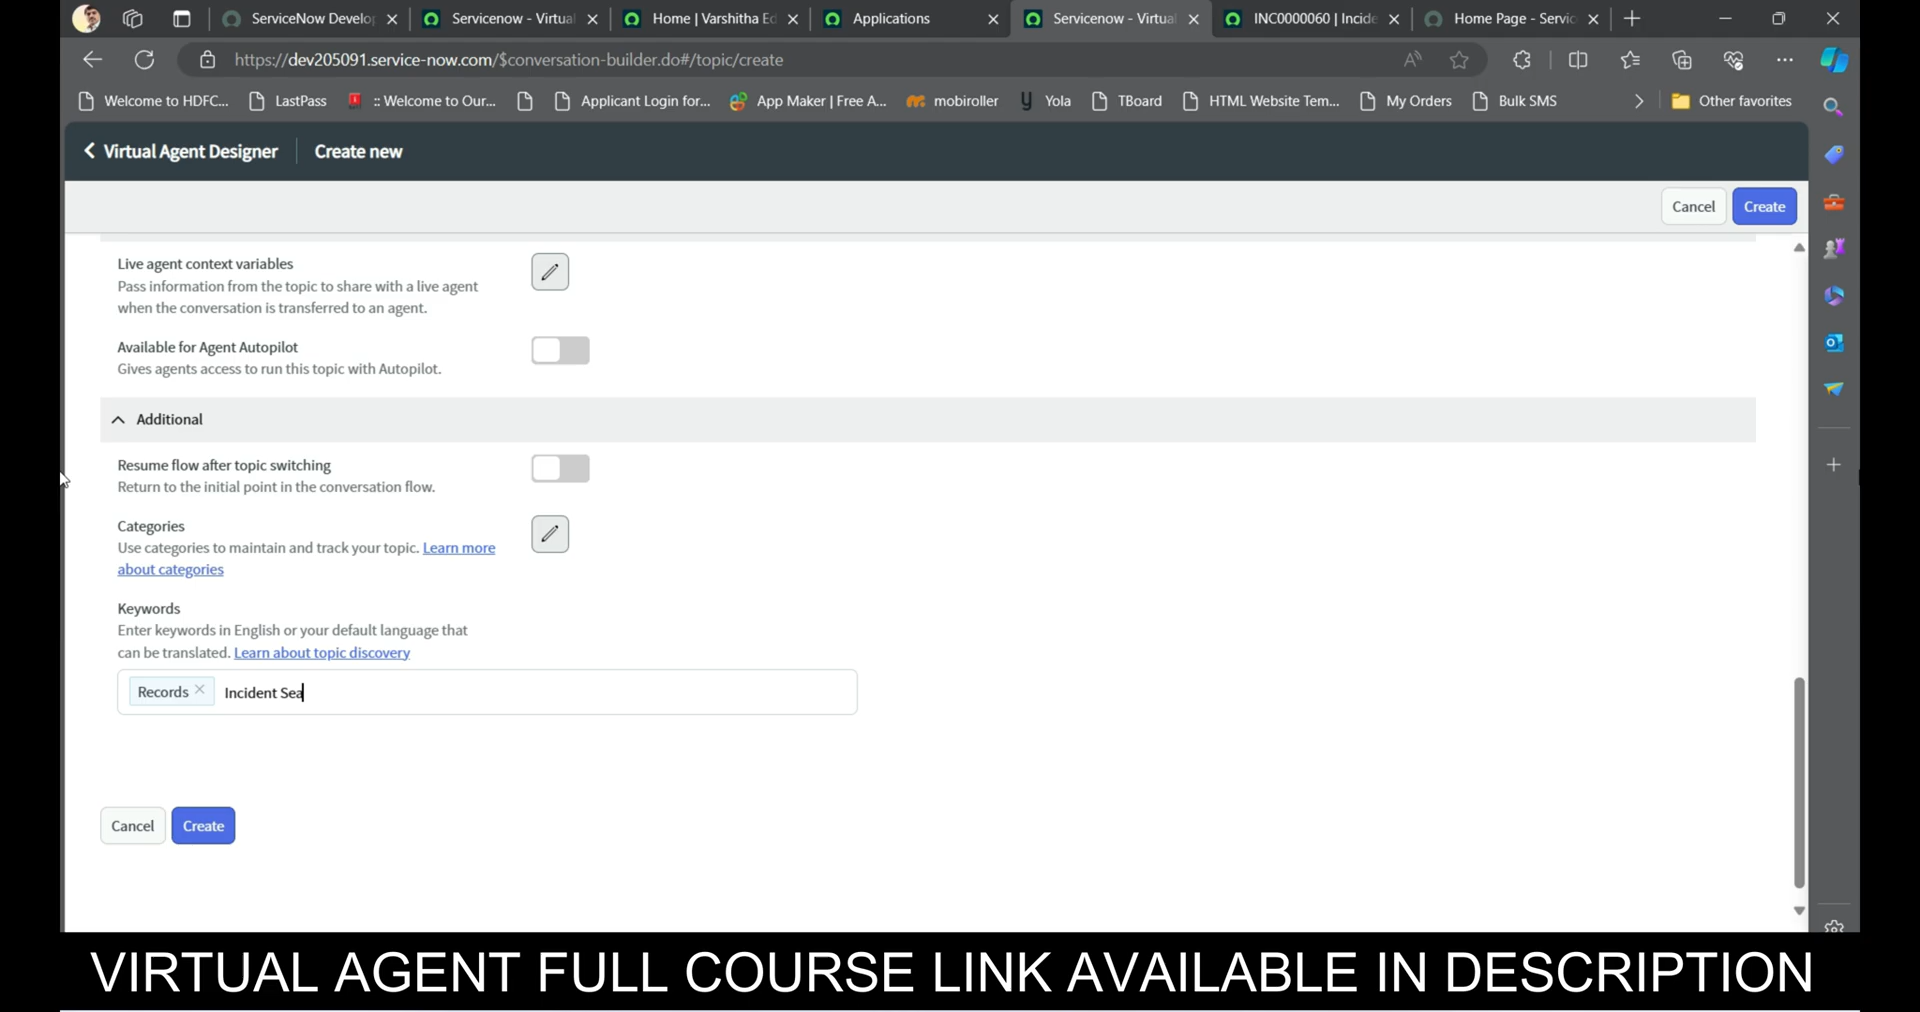 ServiceNow Develo
Servicenow - Virtua
Home | Varshitha Ed
Applications
Servicenow - Virtual
INC0000060 | Incide
Home Page - Servic
https://dev205091.service-now.com/$conversation-builder.do#/topic/create
Welcome to HDFC...
LastPass
:: Welcome to Our...
Applicant Login for...
App Maker | Free A...
mobiroller
Yola
TBoard
HTML Website Tem...
My Orders
Bulk SMS
Other favorites
Virtual Agent Designer
Create new
Cancel
Create
Live agent context variables
Pass information from the topic to share with a live agent
when the conversation is transferred to an agent.
Available for Agent Autopilot
Gives agents access to run this topic with Autopilot.
Additional
Resume flow after topic switching
Return to the initial point in the conversation flow.
Categories
Use categories to maintain and track your topic. Learn more
about categories
Keywords
Enter keywords in English or your default language that
can be translated. Learn about topic discovery
Records Incident Sea
Cancel
Create
VIRTUAL AGENT FULL COURSE LINK AVAILABLE IN DESCRIPTION